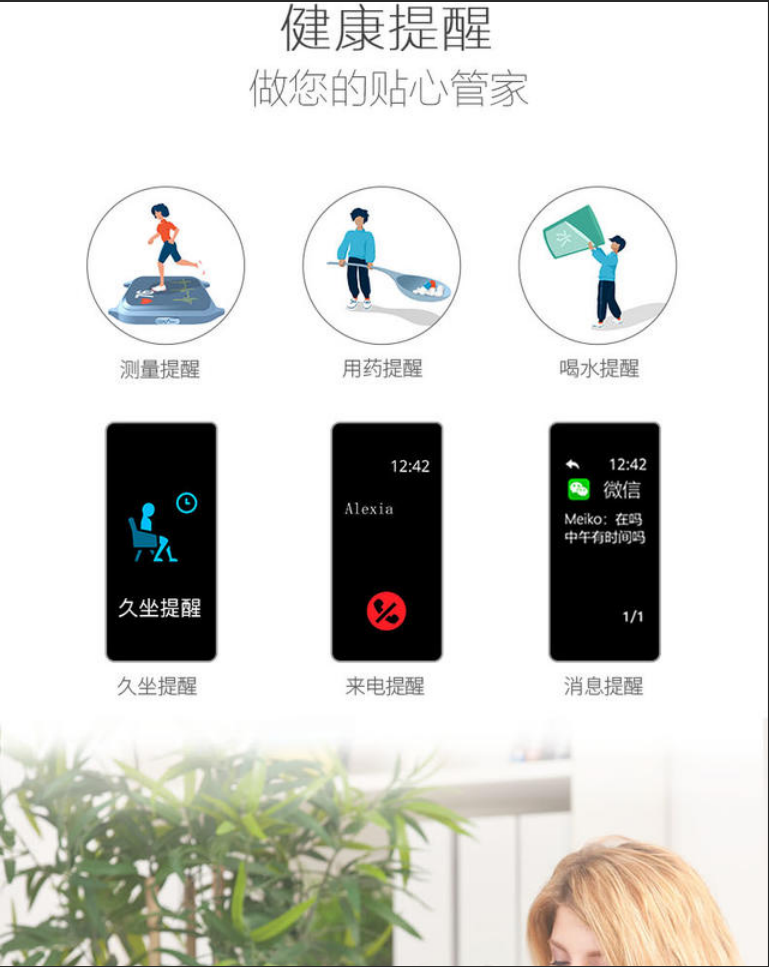 健康提醒
做您的贴心管家
水
测量提醒
用药提醒
喝水提醒
12:42
12:42
微信
Alexia
Meiko：在吗
中午有时间吗
久坐提醒
1/1
久坐提醒
来电提醒
消息提醒